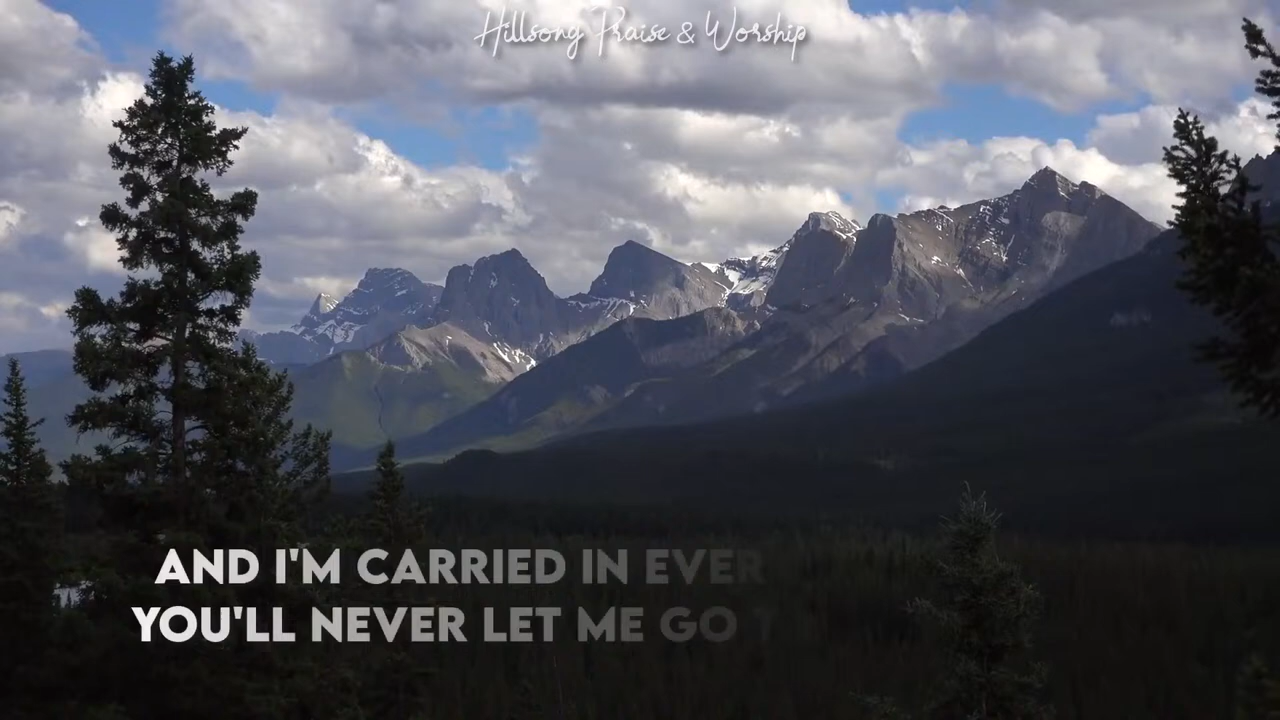 Hillsong Praise & Worship
AND I'M CARRIED IN EVER
YOU'LL NEVER LET ME GO T